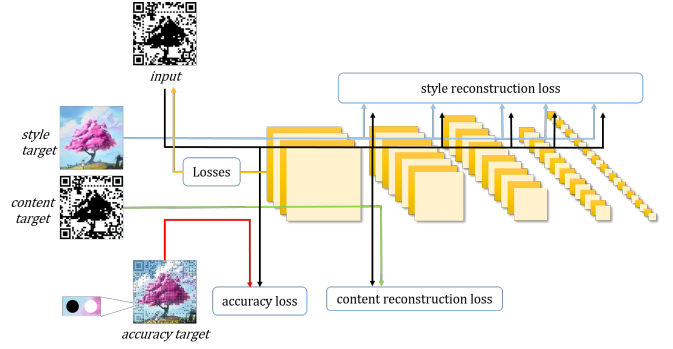 input
style reconstruction loss
style
target
Losses
content
target
accuracy loss
content reconstruction loss
accuracy target